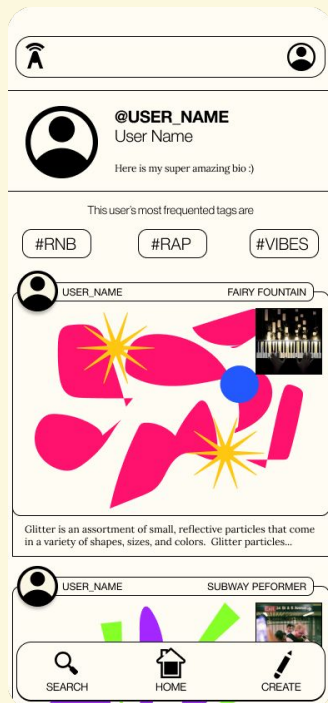 @USER_NAME
User Name
Here is my super amazing bio :)
This user's most frequented tags are
#RNB #RAP #VIBES
USER_NAME FAIRY FOUNTAIN
Glitter is an assortment of small, reflective particles that come
in a variety of shapes, sizes, and colors. Glitter particles...
USER_NAME SUBWAY PEFORMER
SEARCH HOME CREATE